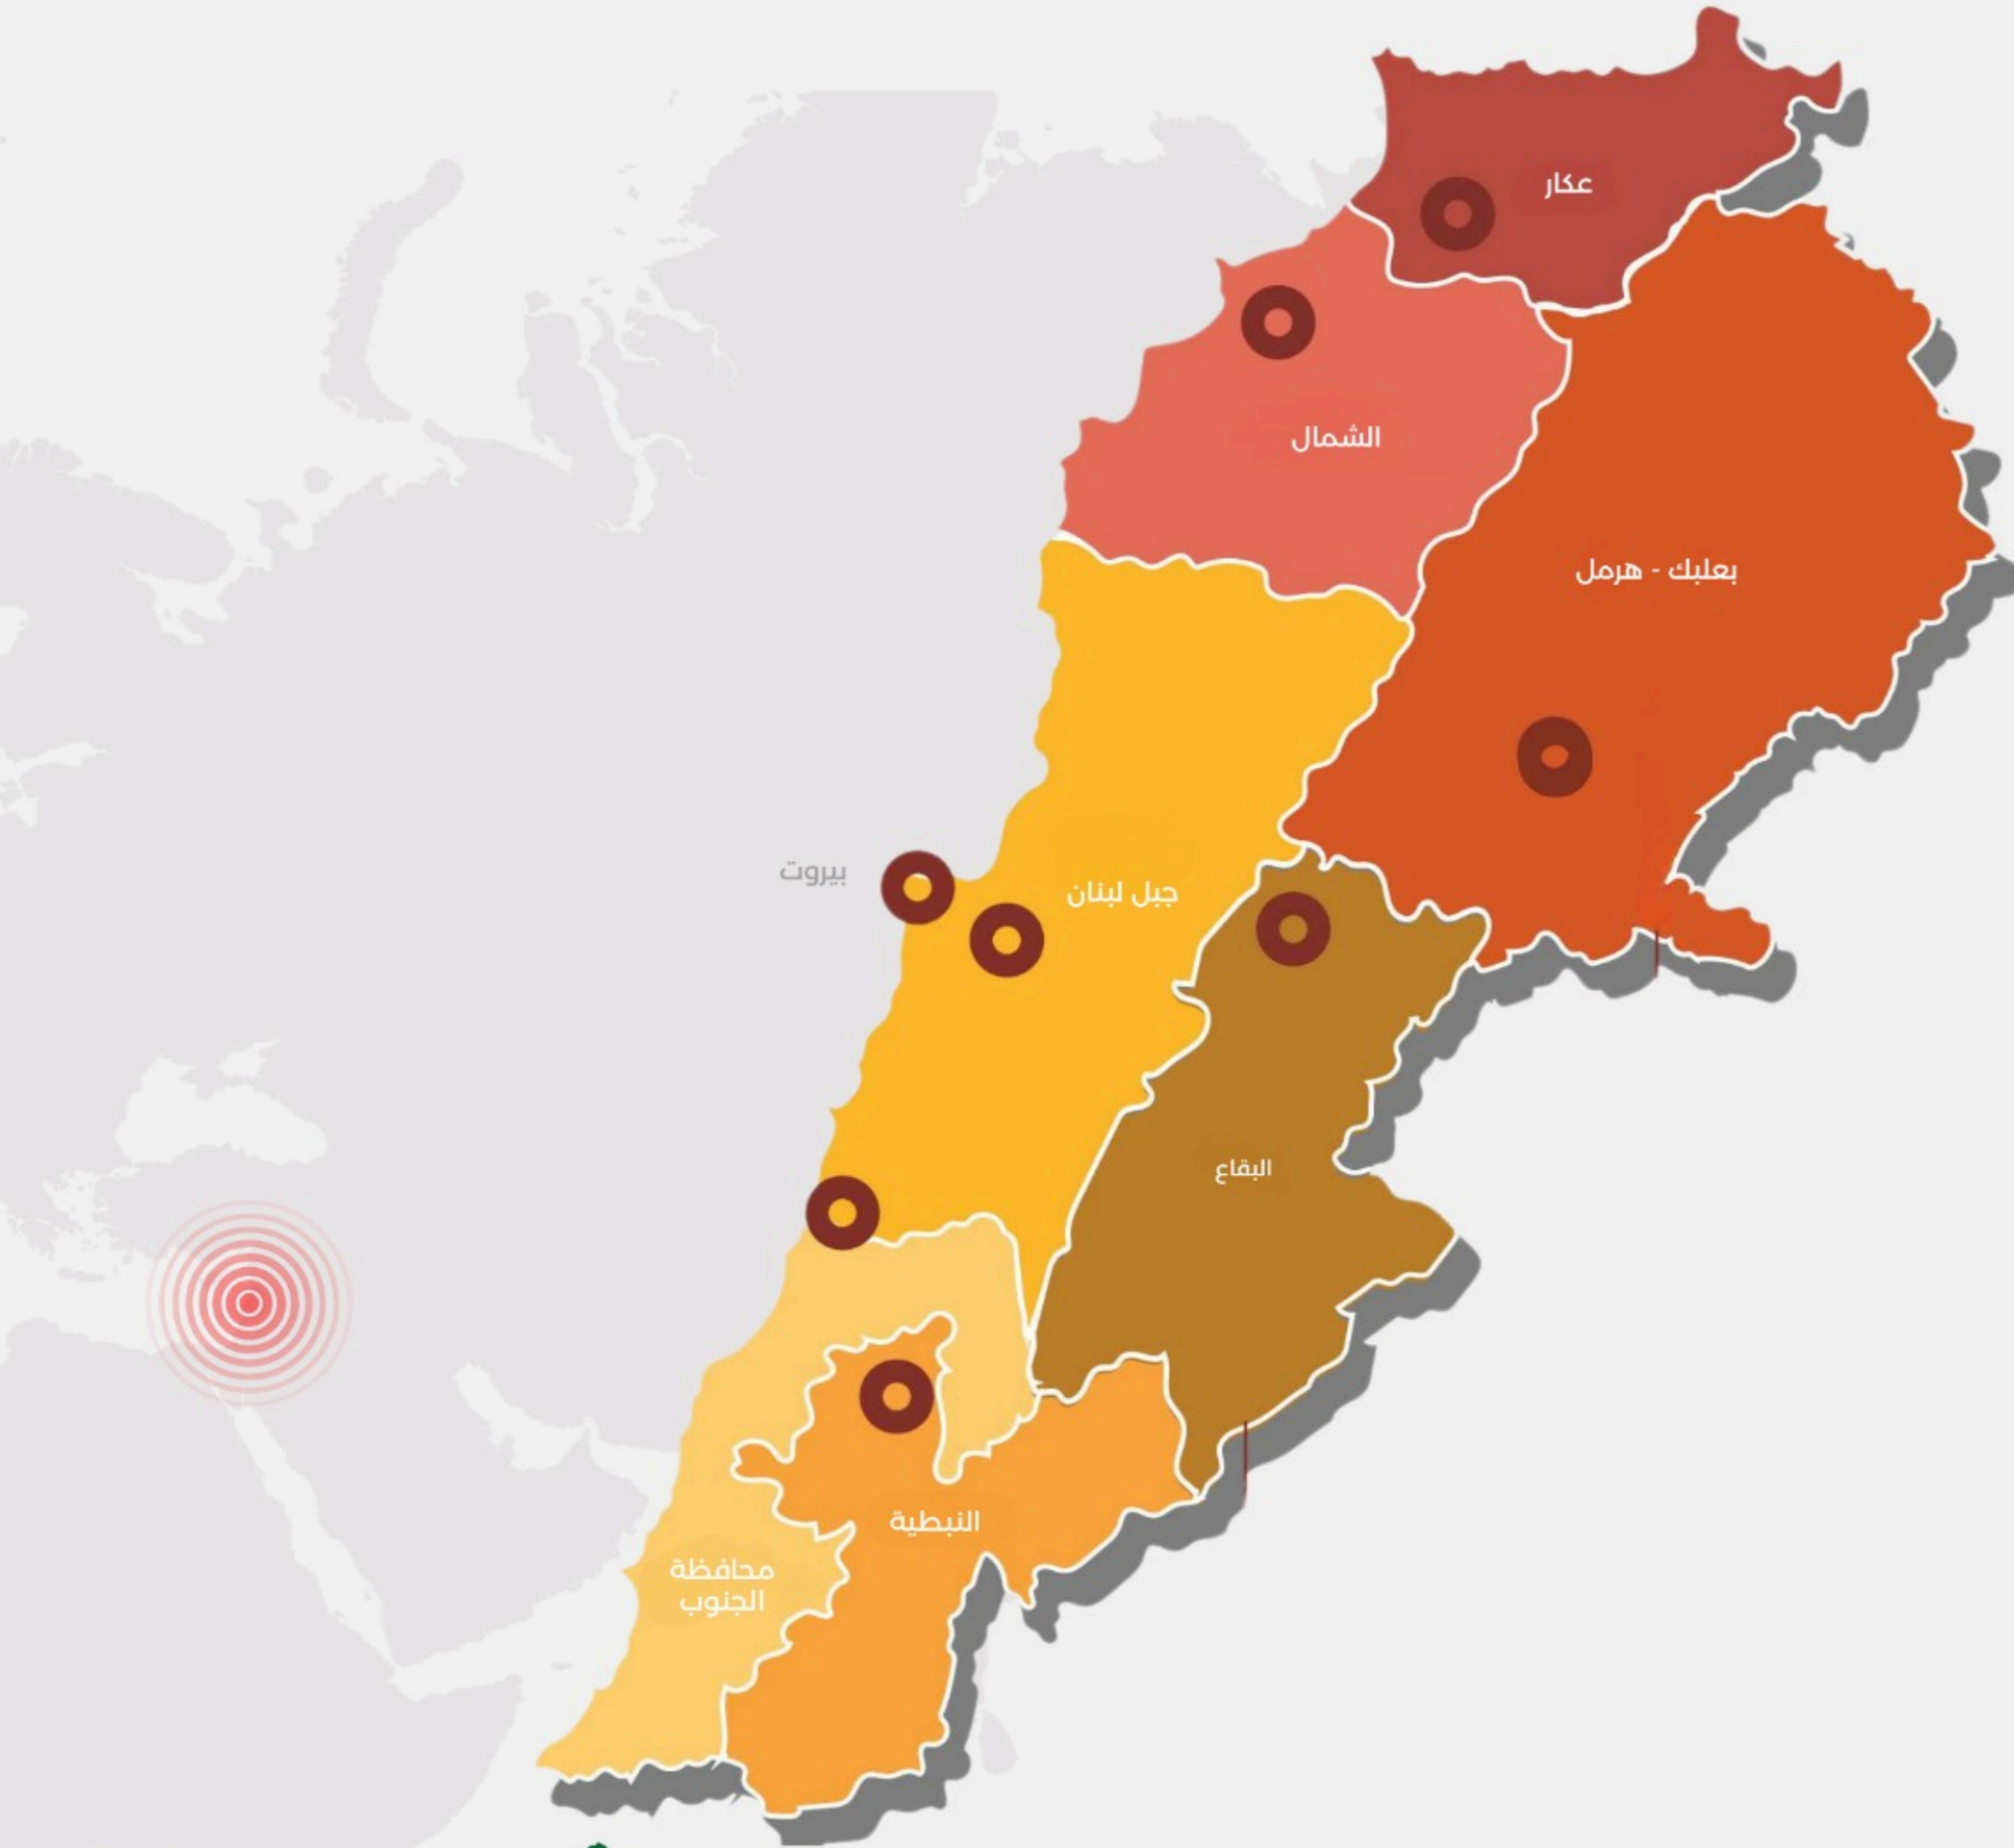 عكار
الشمال
بعلبك - هرمل
بيروت
جبل لبنان
البقاع
النبطية
محافظة
الجنوب